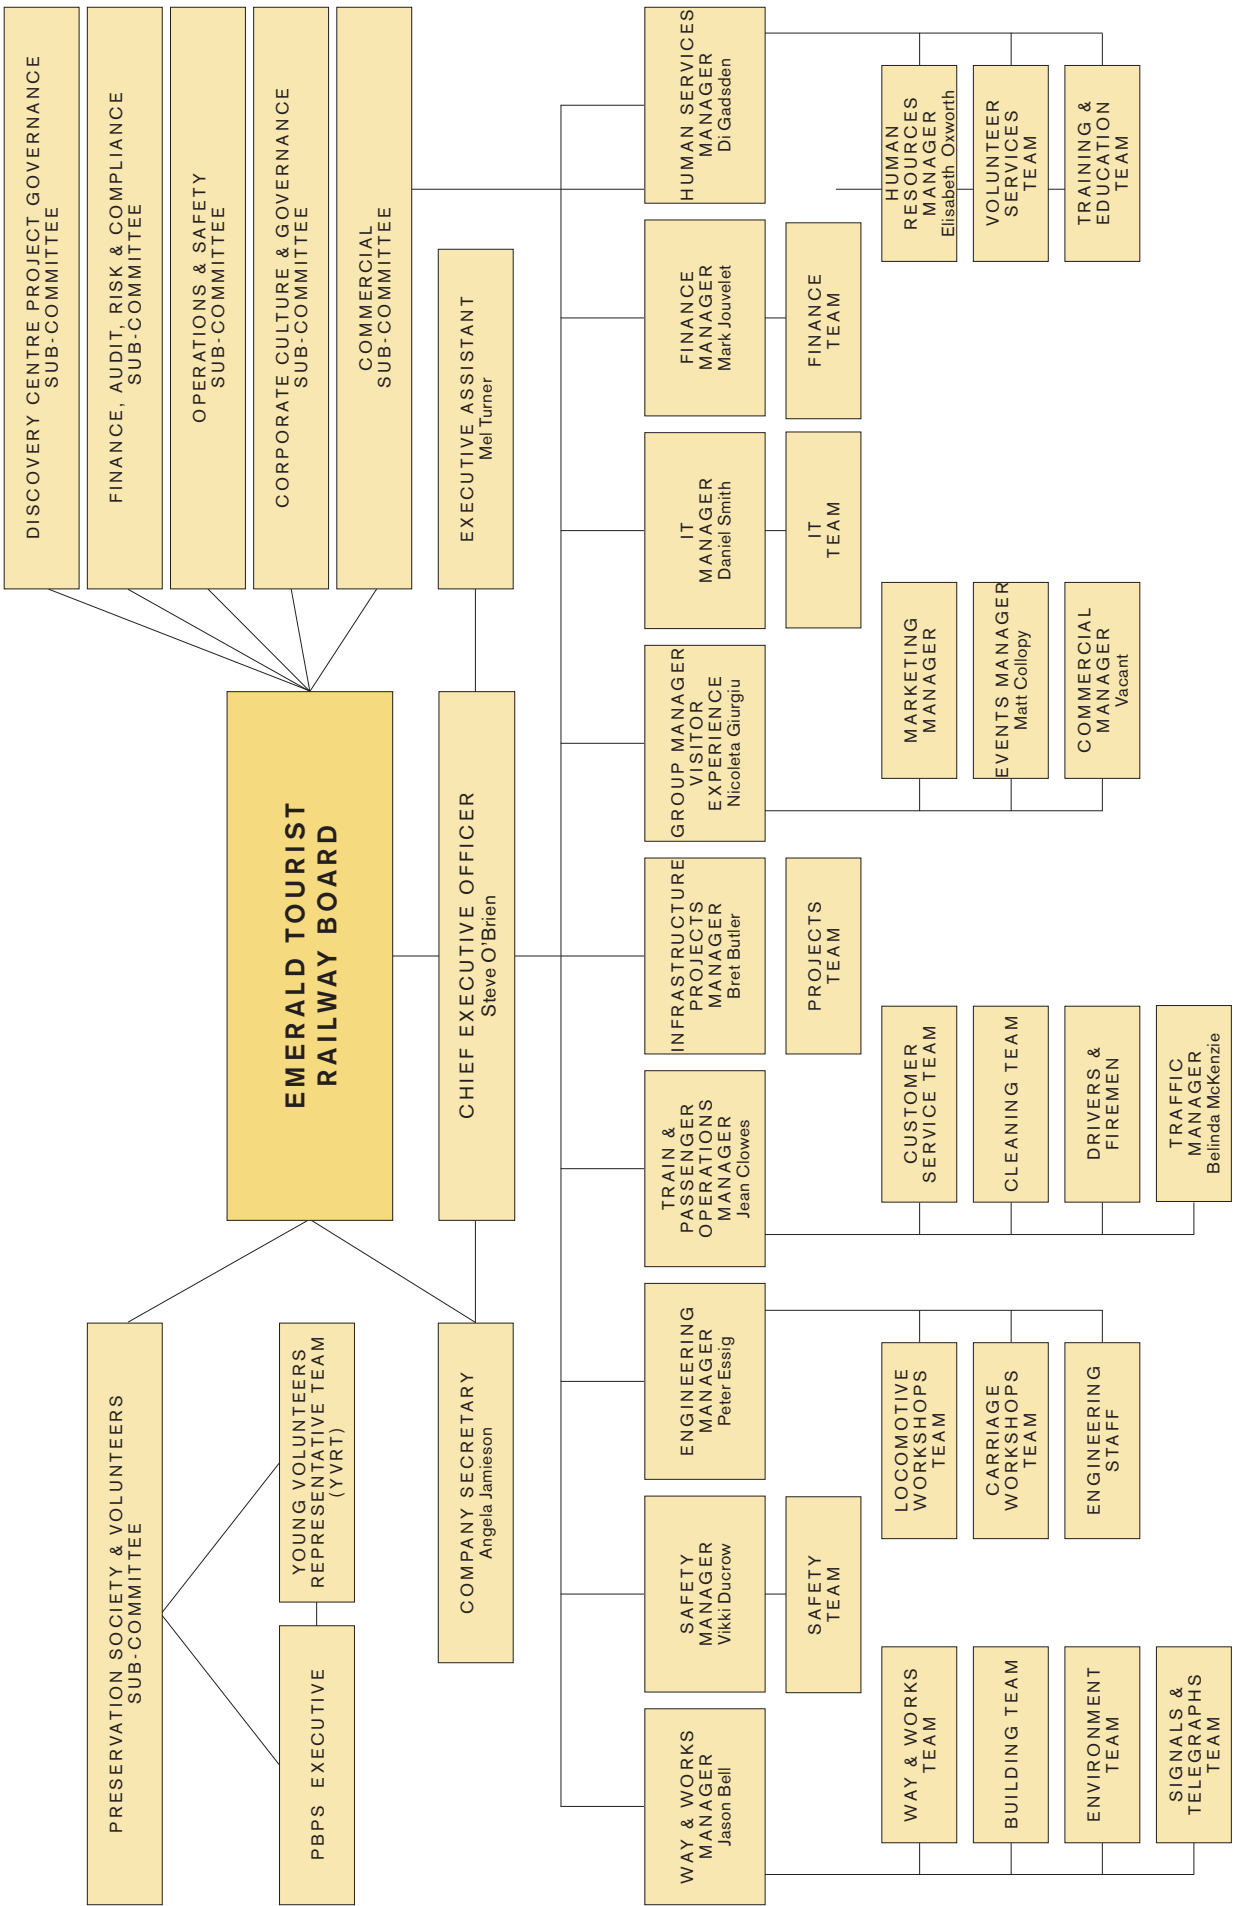 PRESERVATION SOCIETY & VOLUNTEERS
SUB-COMMITTEE
PBPS EXECUTIVE
YOUNG VOLUNTEERS
REPRESENTATIVE TEAM
(YVRT)
EMERALD TOURIST
RAILWAY BOARD
DISCOVERY CENTRE PROJECT GOVERNANCE
SUB-COMMITTEE
FINANCE, AUDIT, RISK & COMPLIANCE
SUB-COMMITTEE
OPERATIONS & SAFETY
SUB-COMMITTEE
CORPORATE CULTURE & GOVERNANCE
SUB-COMMITTEE
COMMERCIAL
SUB-COMMITTEE
COMPANY SECRETARY
Angela Jamieson
CHIEF EXECUTIVE OFFICER
Steve O'Brien
EXECUTIVE ASSISTANT
Mel Turner
WAY & WORKS
MANAGER
Jason Bell
SAFETY
MANAGER
Vikki Ducrow
ENGINEERING
MANAGER
Peter Essig
TRAIN &
PASSENGER
OPERATIONS
MANAGER
Jean Clowes
INFRASTRUCTURE
PROJECTS
MANAGER
Bret Butler
GROUP MANAGER
VISITOR
EXPERIENCE
Nicoleta Giurgiu
IT
MANAGER
Daniel Smith
FINANCE
MANAGER
Mark Jouvelet
HUMAN SERVICES
MANAGER
Di Gadsden
SAFETY
TEAM
PROJECTS
TEAM
IT
TEAM
FINANCE
TEAM
WAY & WORKS
TEAM
BUILDING TEAM
ENVIRONMENT
TEAM
SIGNALS &
TELEGRAPHS
TEAM
LOCOMOTIVE
WORKSHOPS
TEAM
CARRIAGE
WORKSHOPS
TEAM
ENGINEERING
STAFF
CUSTOMER
SERVICE TEAM
CLEANING TEAM
DRIVERS &
FIREMEN
TRAFFIC
MANAGER
Belinda McKenzie
MARKETING
MANAGER
EVENTS MANAGER
Matt Collopy
COMMERCIAL
MANAGER
Vacant
HUMAN
RESOURCES
MANAGER
Elisabeth Oxworth
VOLUNTEER
SERVICES
TEAM
TRAINING &
EDUCATION
TEAM